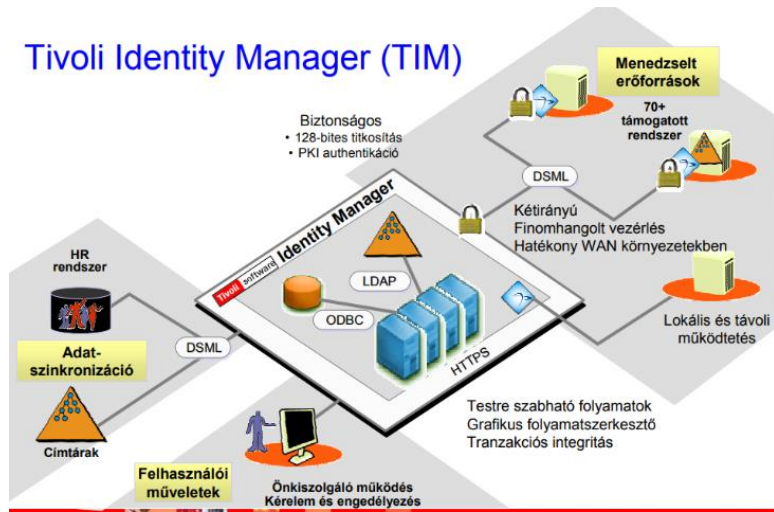 Tivoli Identity Manager (TIM)
Menedzselt
erőforrások
70+
támogatott
rendszer
Biztonságos
• 128-bites titkosítás
• PKI authentikáció
DSML
Kétirányú
Finomhangolt vezérlés
Hatékony WAN környezetekben
Tivoli software Identity Manager
HR
rendszer
LDAP
ODBC
HTTPS
DSML
Lokális és távoli
működtetés
Adat-
szinkronizáció
Címtárak
Testre szabható folyamatok
Grafikus folyamatszerkesztő
Tranzakciós integritás
Felhasználói
műveletek
Önkiszolgáló működés
Kérelem és engedélyezés